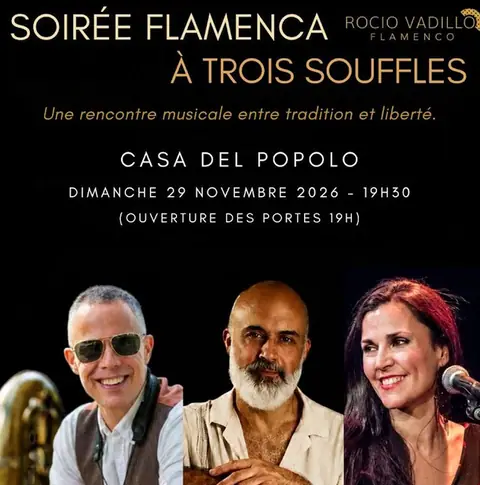 SOIRÉE FLAMENCA
ROCIO VADILLO
FLAMENCO
À TROIS SOUFFLES
Une rencontre musicale entre tradition et liberté.
CASA DEL POPOLO
DIMANCHE 29 NOVEMBRE 2026 - 19H30
(OUVERTURE DES PORTES 19H)